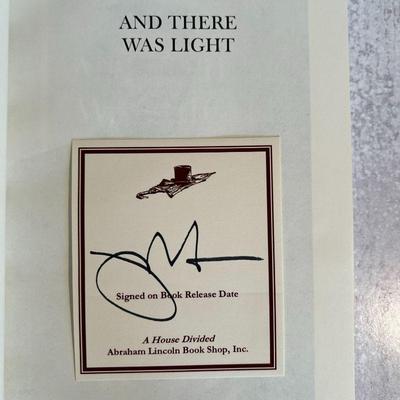 AND THERE
WAS LIGHT
Signed on Book Release Date
A House Divided
Abraham Lincoln Book Shop, Inc.